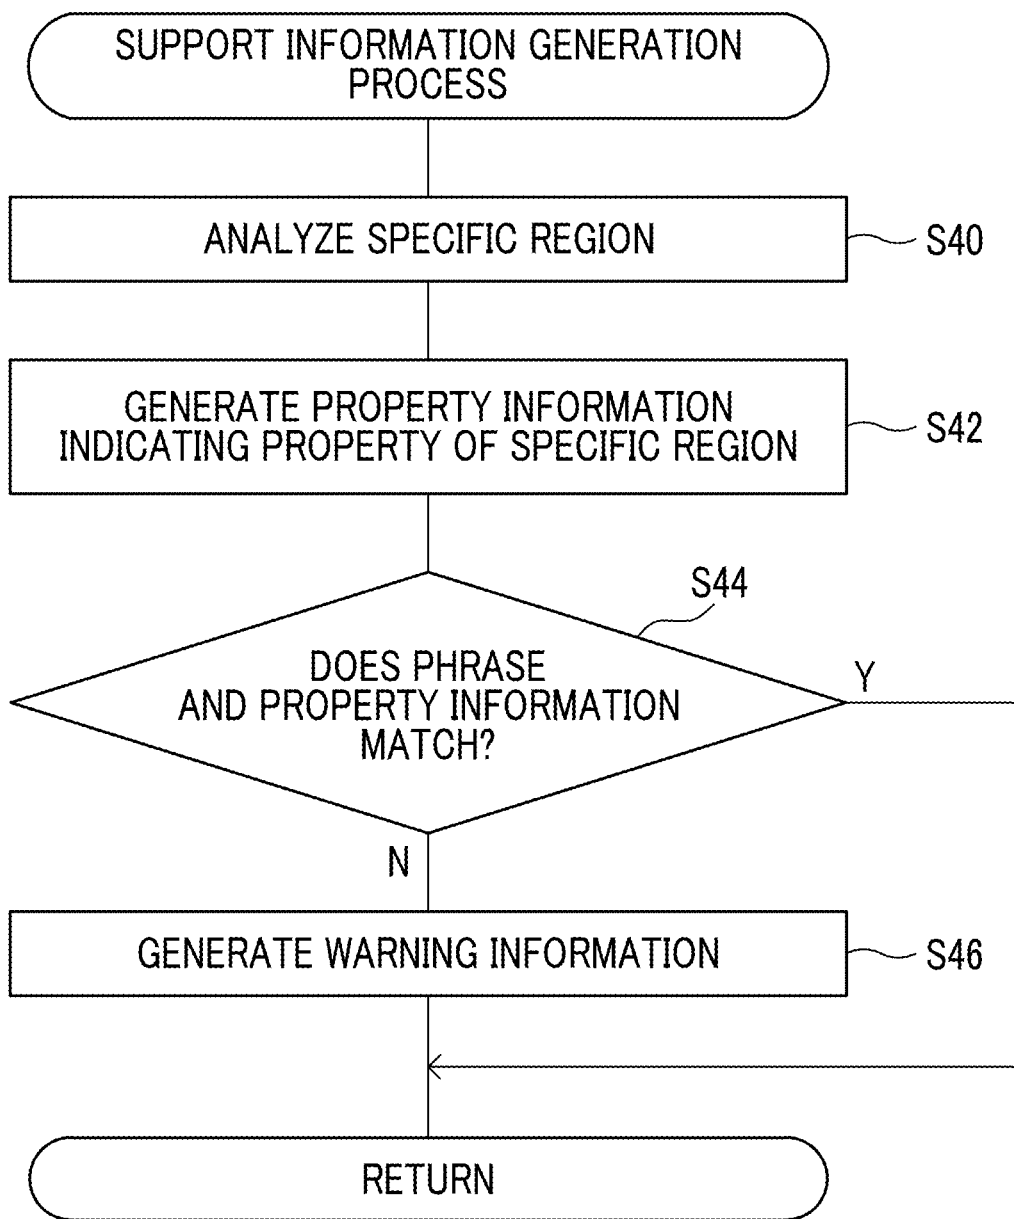 SUPPORT INFORMATION GENERATION
PROCESS
ANALYZE SPECIFIC REGION
S40
GENERATE PROPERTY INFORMATION
INDICATING PROPERTY OF SPECIFIC REGION
S42
S44
DOES PHRASE
AND PROPERTY INFORMATION
MATCH?
Y
N
GENERATE WARNING INFORMATION
S46
RETURN